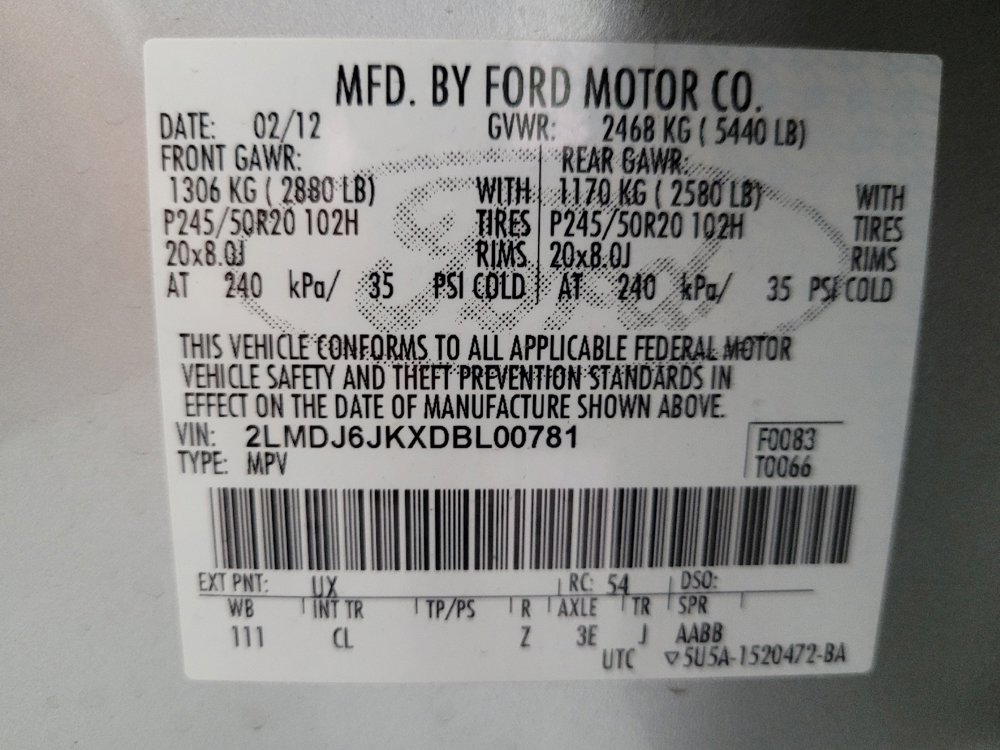 MFD. BY FORD MOTOR CO.
DATE: 02/12 GVWR: 2468 KG ( 5440 LB)
FRONT GAWR: REAR GAWR:
1306 KG ( 2880 LB) WITH 1170 KG ( 2580 LB) WITH
P245/50R20 102H TIRES P245/50R20 102H TIRES
20x8.0J RIMS 20x8.0J RIMS
AT 240 kPa/ 35 PSI COLD AT 240 kPa/ 35 PSI COLD
Ford
THIS VEHICLE CONFORMS TO ALL APPLICABLE FEDERAL MOTOR
VEHICLE SAFETY AND THEFT PREVENTION STANDARDS IN
EFFECT ON THE DATE OF MANUFACTURE SHOWN ABOVE.
VIN: 2LMDJ6JKXDBL00781 F0083
TYPE: MPV T0066
EXT PNT: UX RC: 54 DSO:
WB INT TR TP/PS R AXLE TR SPR
111 CL Z 3E J AABB
UTC ▽5U5A-1520472-BA